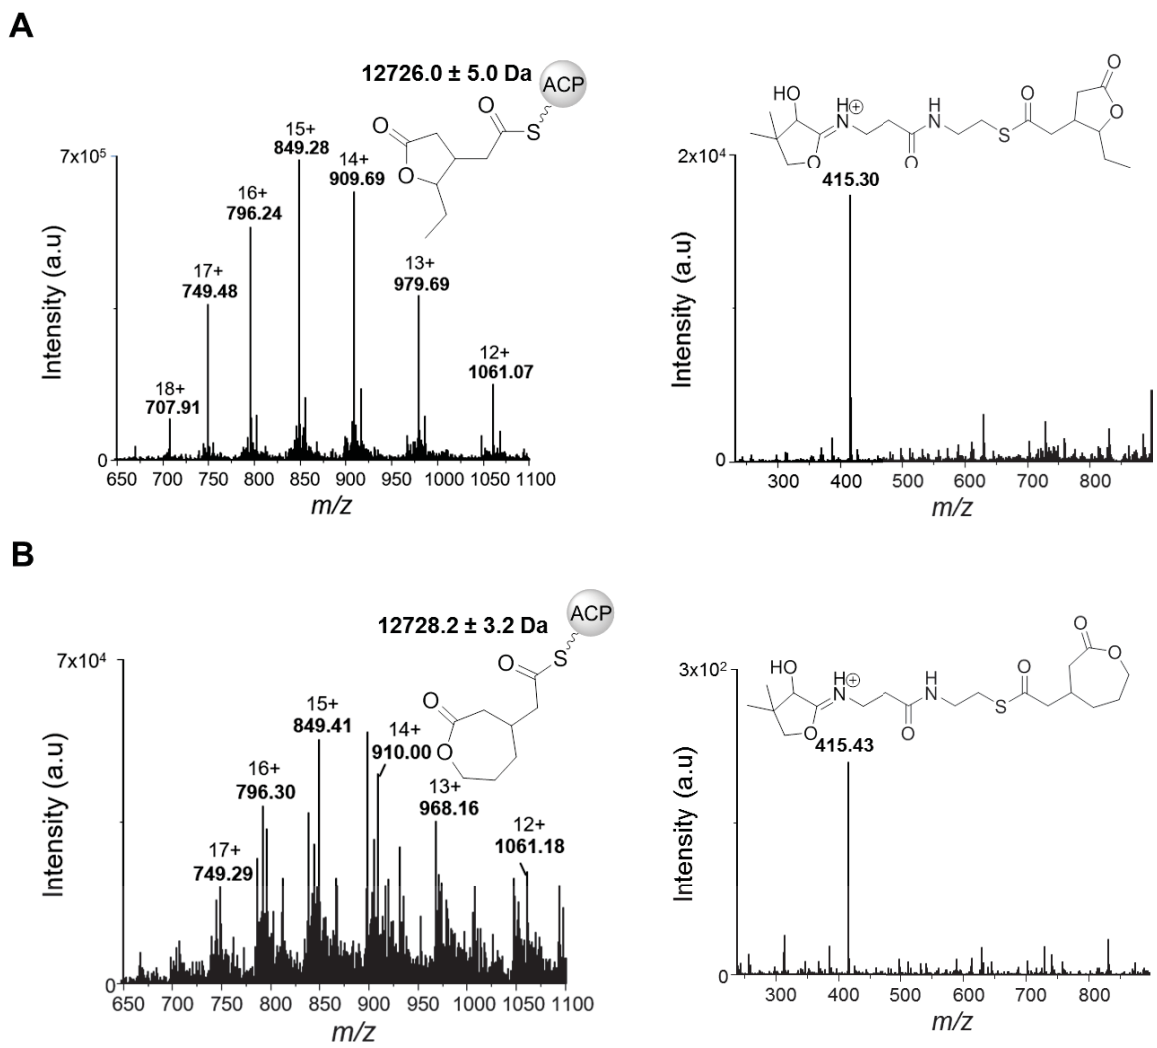 A
12726.0 ± 5.0 Da
ACP
O
S
O
O
7x10⁵
15+
849.28
14+
909.69
16+
796.24
13+
979.69
17+
749.48
12+
1061.07
18+
707.91
0
650 700 750 800 850 900 950 1000 1050 1100
m/z
Intensity (a.u)
HO
H
N
⊕
O
O
H
N
S
O
O
O
2x10⁴
415.30
0
300 400 500 600 700 800
m/z
Intensity (a.u)
B
12728.2 ± 3.2 Da
ACP
O
S
O
O
7x10⁴
15+
849.41
14+
910.00
16+
796.30
13+
968.16
12+
1061.18
17+
749.29
0
650 700 750 800 850 900 950 1000 1050 1100
m/z
Intensity (a.u)
HO
H
N
⊕
O
O
H
N
S
O
O
O
3x10²
415.43
0
300 400 500 600 700 800
m/z
Intensity (a.u)